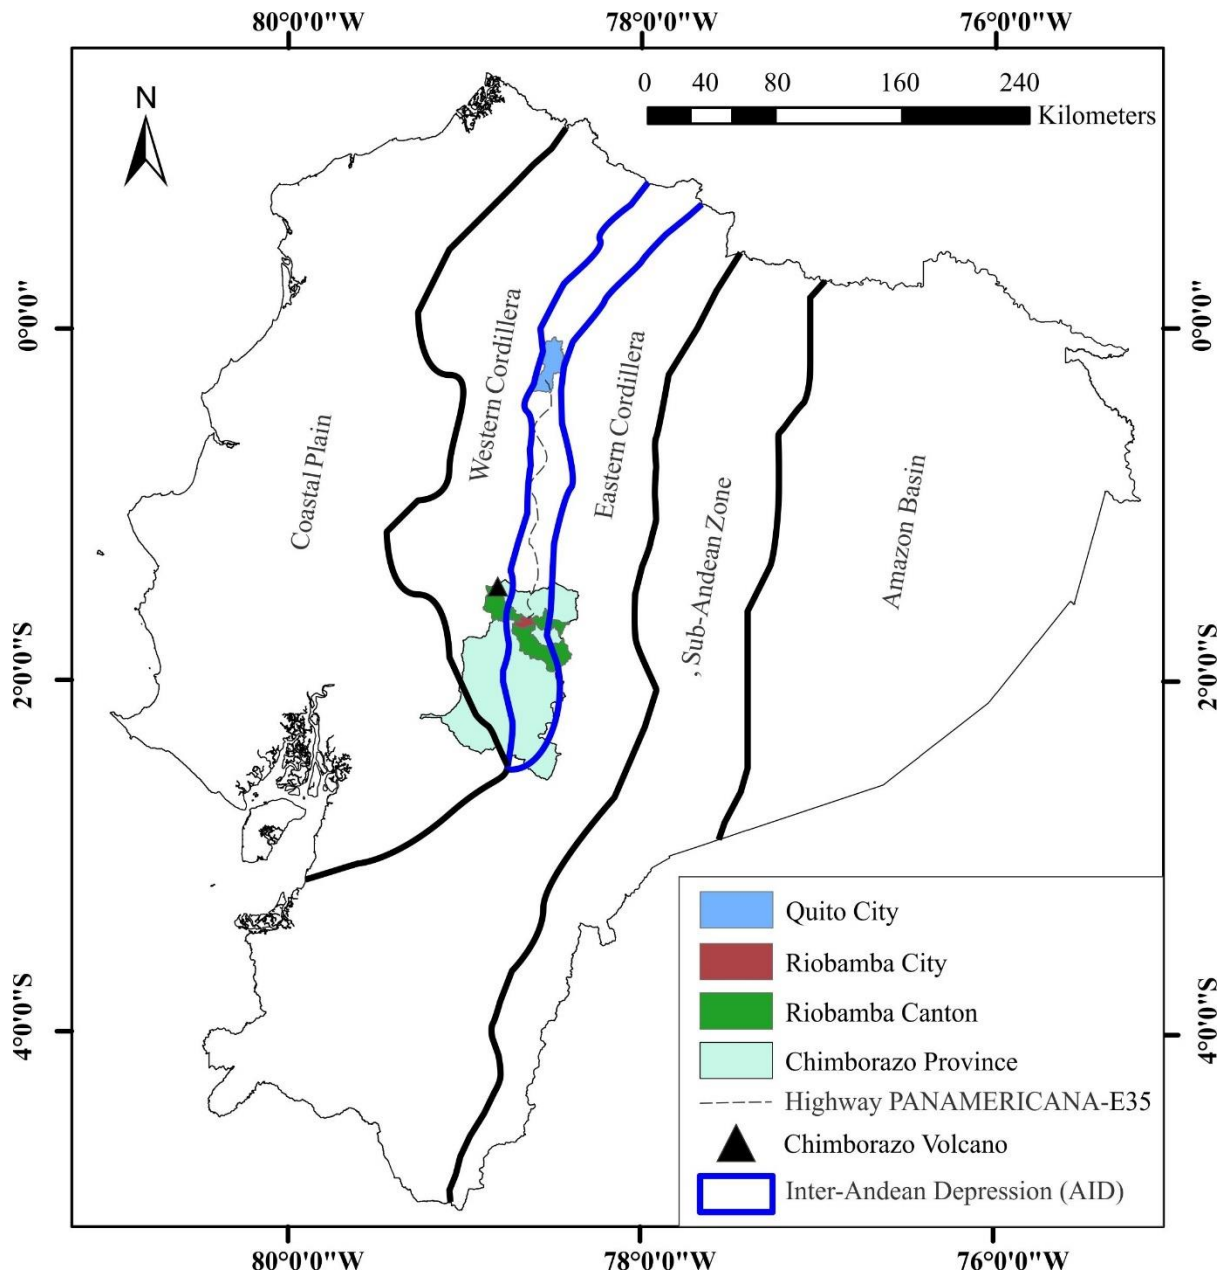 80°0'0"W 78°0'0"W 76°0'0"W
N
0 40 80 160 240
Kilometers
0°0'0"
0°0'0"
Coastal Plain
Western Cordillera
Eastern Cordillera
, Sub-Andean Zone
Amazon Basin
2°0'0"S
2°0'0"S
4°0'0"S
4°0'0"S
Quito City
Riobamba City
Riobamba Canton
Chimborazo Province
Highway PANAMERICANA-E35
Chimborazo Volcano
Inter-Andean Depression (AID)
80°0'0"W 78°0'0"W 76°0'0"W